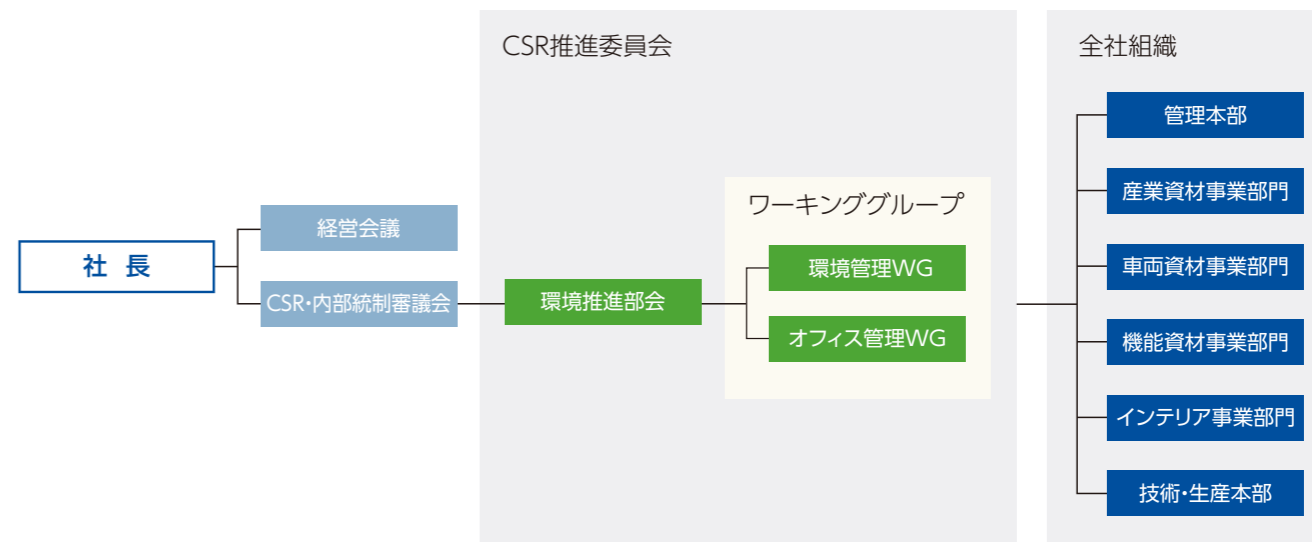 社 長
経営会議
CSR・内部統制審議会
CSR推進委員会
環境推進部会
ワーキンググループ
環境管理WG
オフィス管理WG
全社組織
管理本部
産業資材事業部門
車両資材事業部門
機能資材事業部門
インテリア事業部門
技術・生産本部